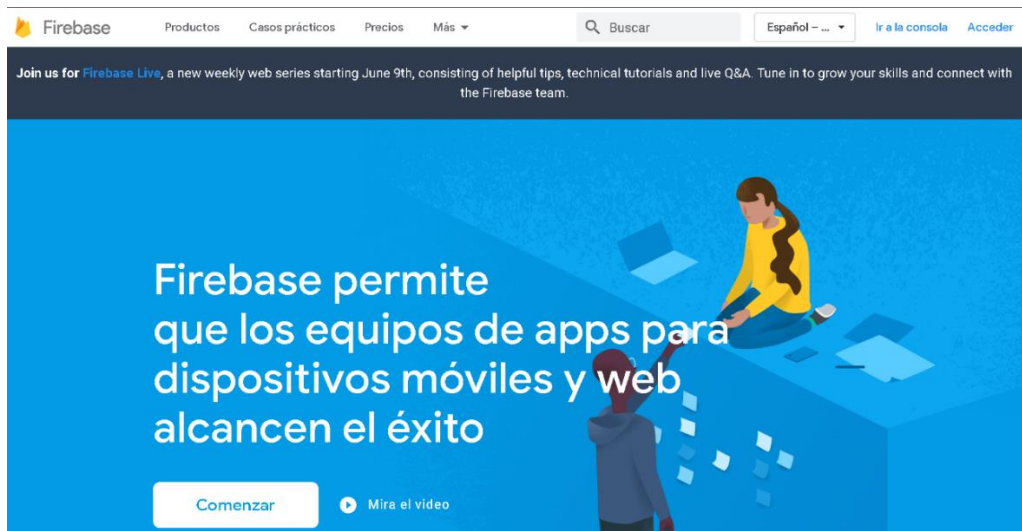 Firebase Productos Casos prácticos Precios Más Buscar Español – ... Ir a la consola Acceder
Join us for Firebase Live, a new weekly web series starting June 9th, consisting of helpful tips, technical tutorials and live Q&A. Tune in to grow your skills and connect with
the Firebase team.
Firebase permite
que los equipos de apps para
dispositivos móviles y web
alcancen el éxito
Comenzar Mira el video